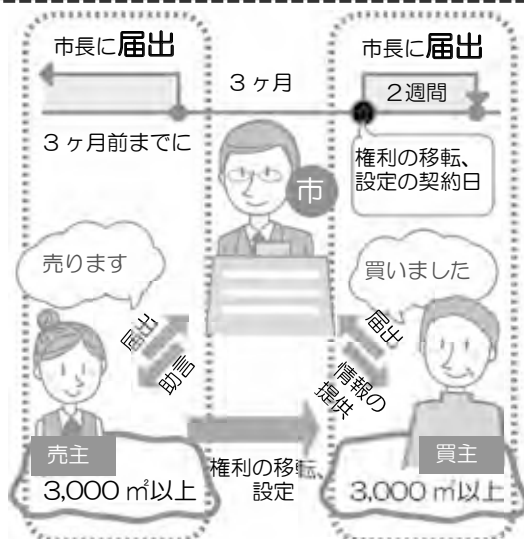 市長に届出
市長に届出
3ヶ月
2週間
3ヶ月前までに
権利の移転、
設定の契約日
市
売ります
買いました
届出
助言
届出
情報の
提供
売主
買主
権利の移転、
設定
3,000㎡以上
3,000㎡以上